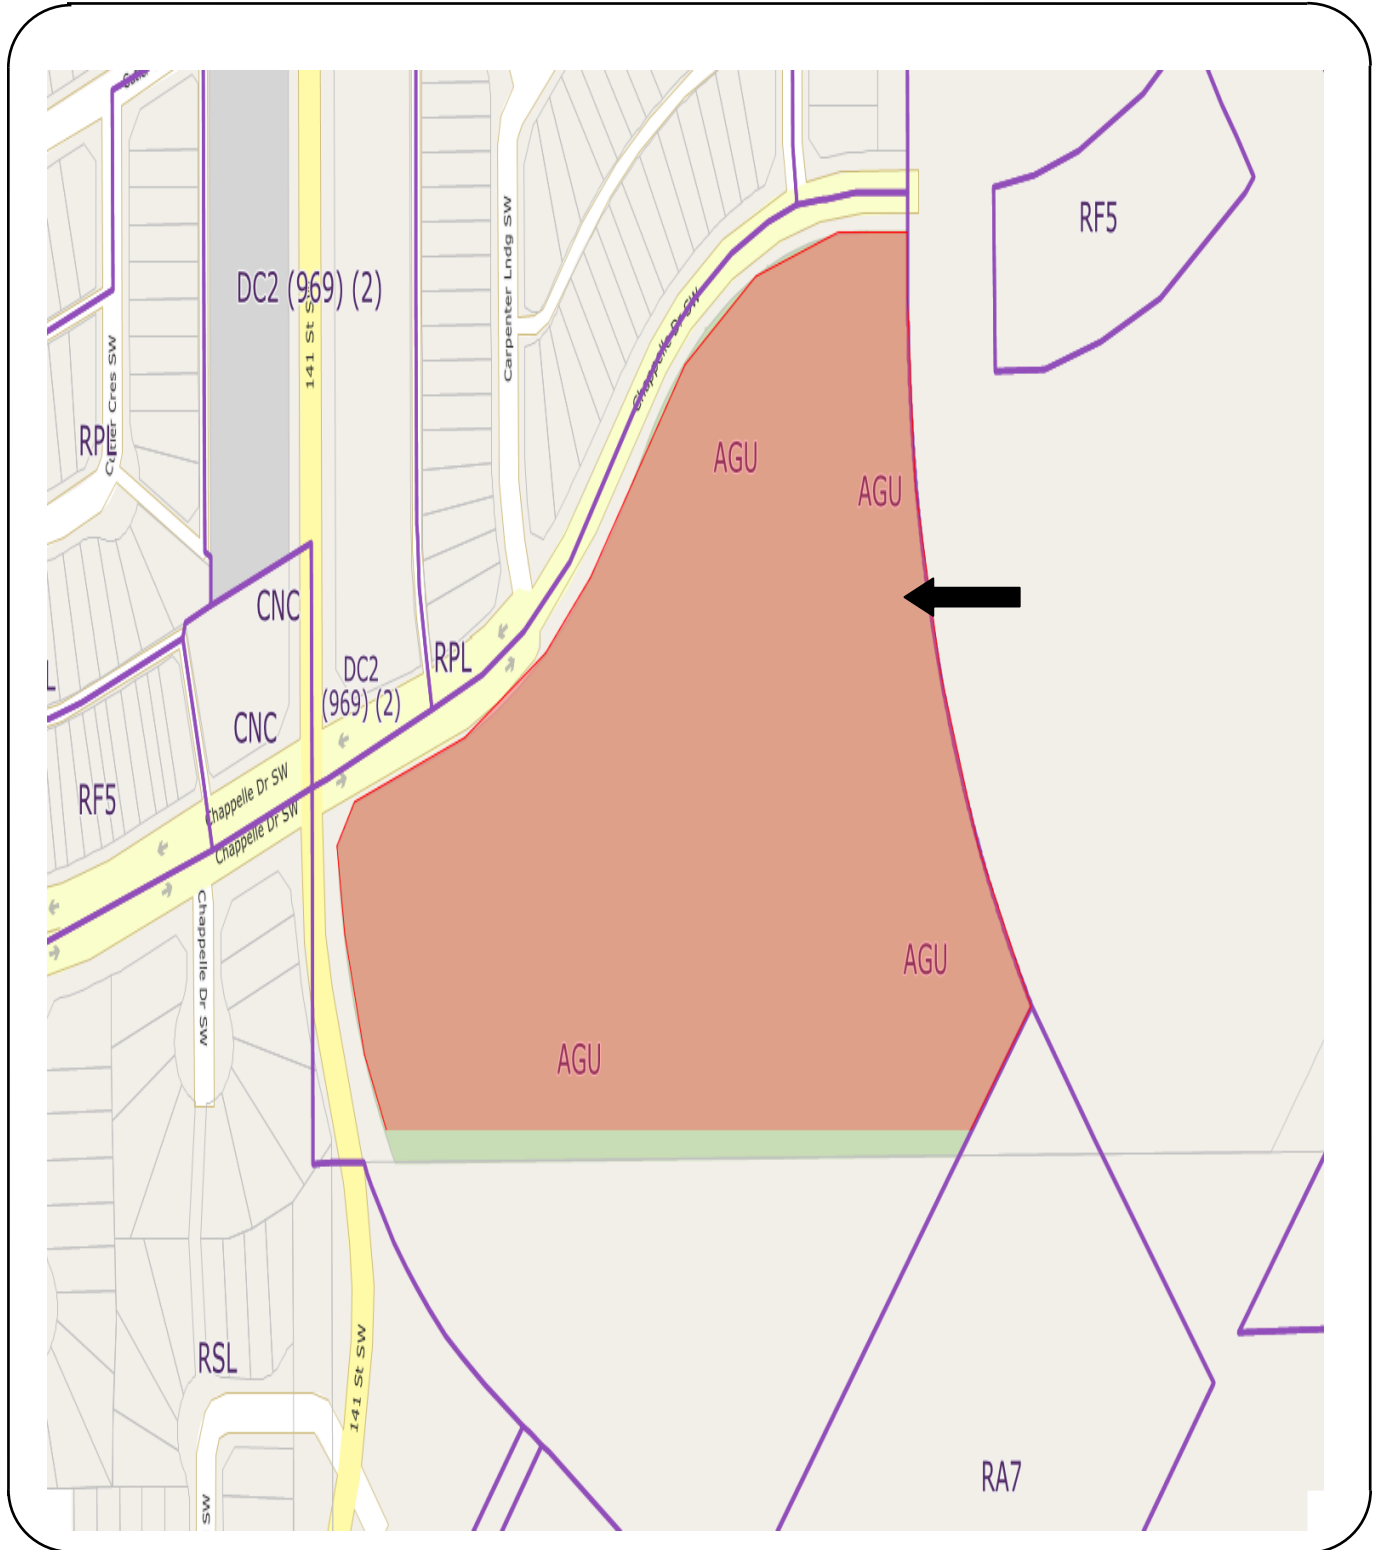 RF5
DC2 (969) (2)
141 St S
Carpenter Lndg SW
Chappelle Dr SW
Cutler Cres SW
RPL
AGU
AGU
CNC
RPL
DC2
(969) (2)
L
CNC
RF5
Chappelle Dr SW
Chappelle Dr SW
Chappelle Dr SW
AGU
AGU
RSL
141 St SW
RA7
SW